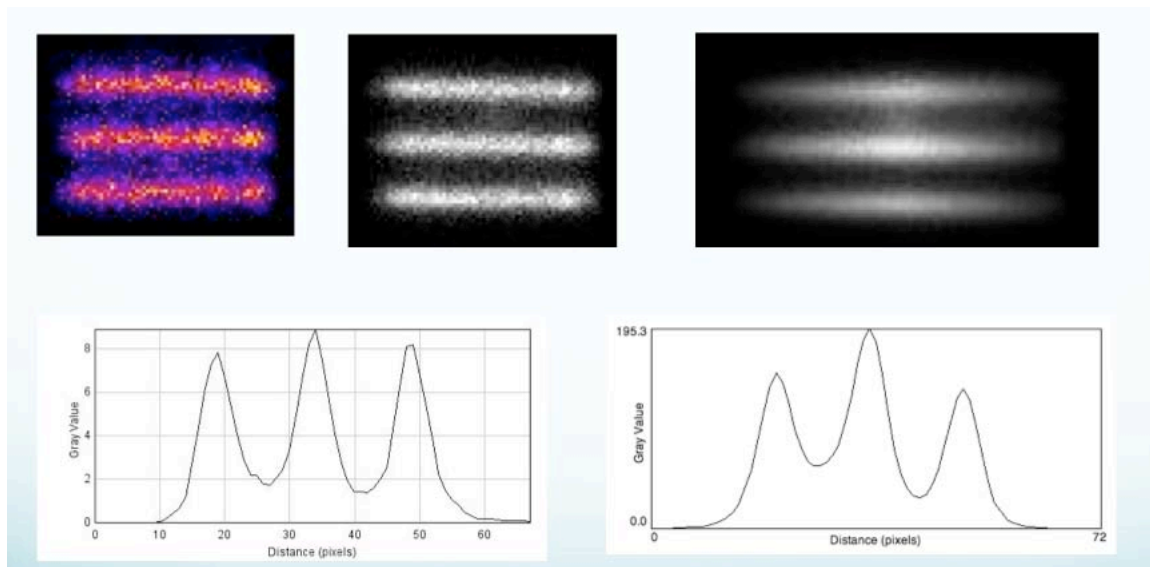 8
6
4
2
0
Gray Value
0 10 20 30 40 50 60
Distance (pixels)
195.3
0.0
Gray Value
0 72
Distance (pixels)